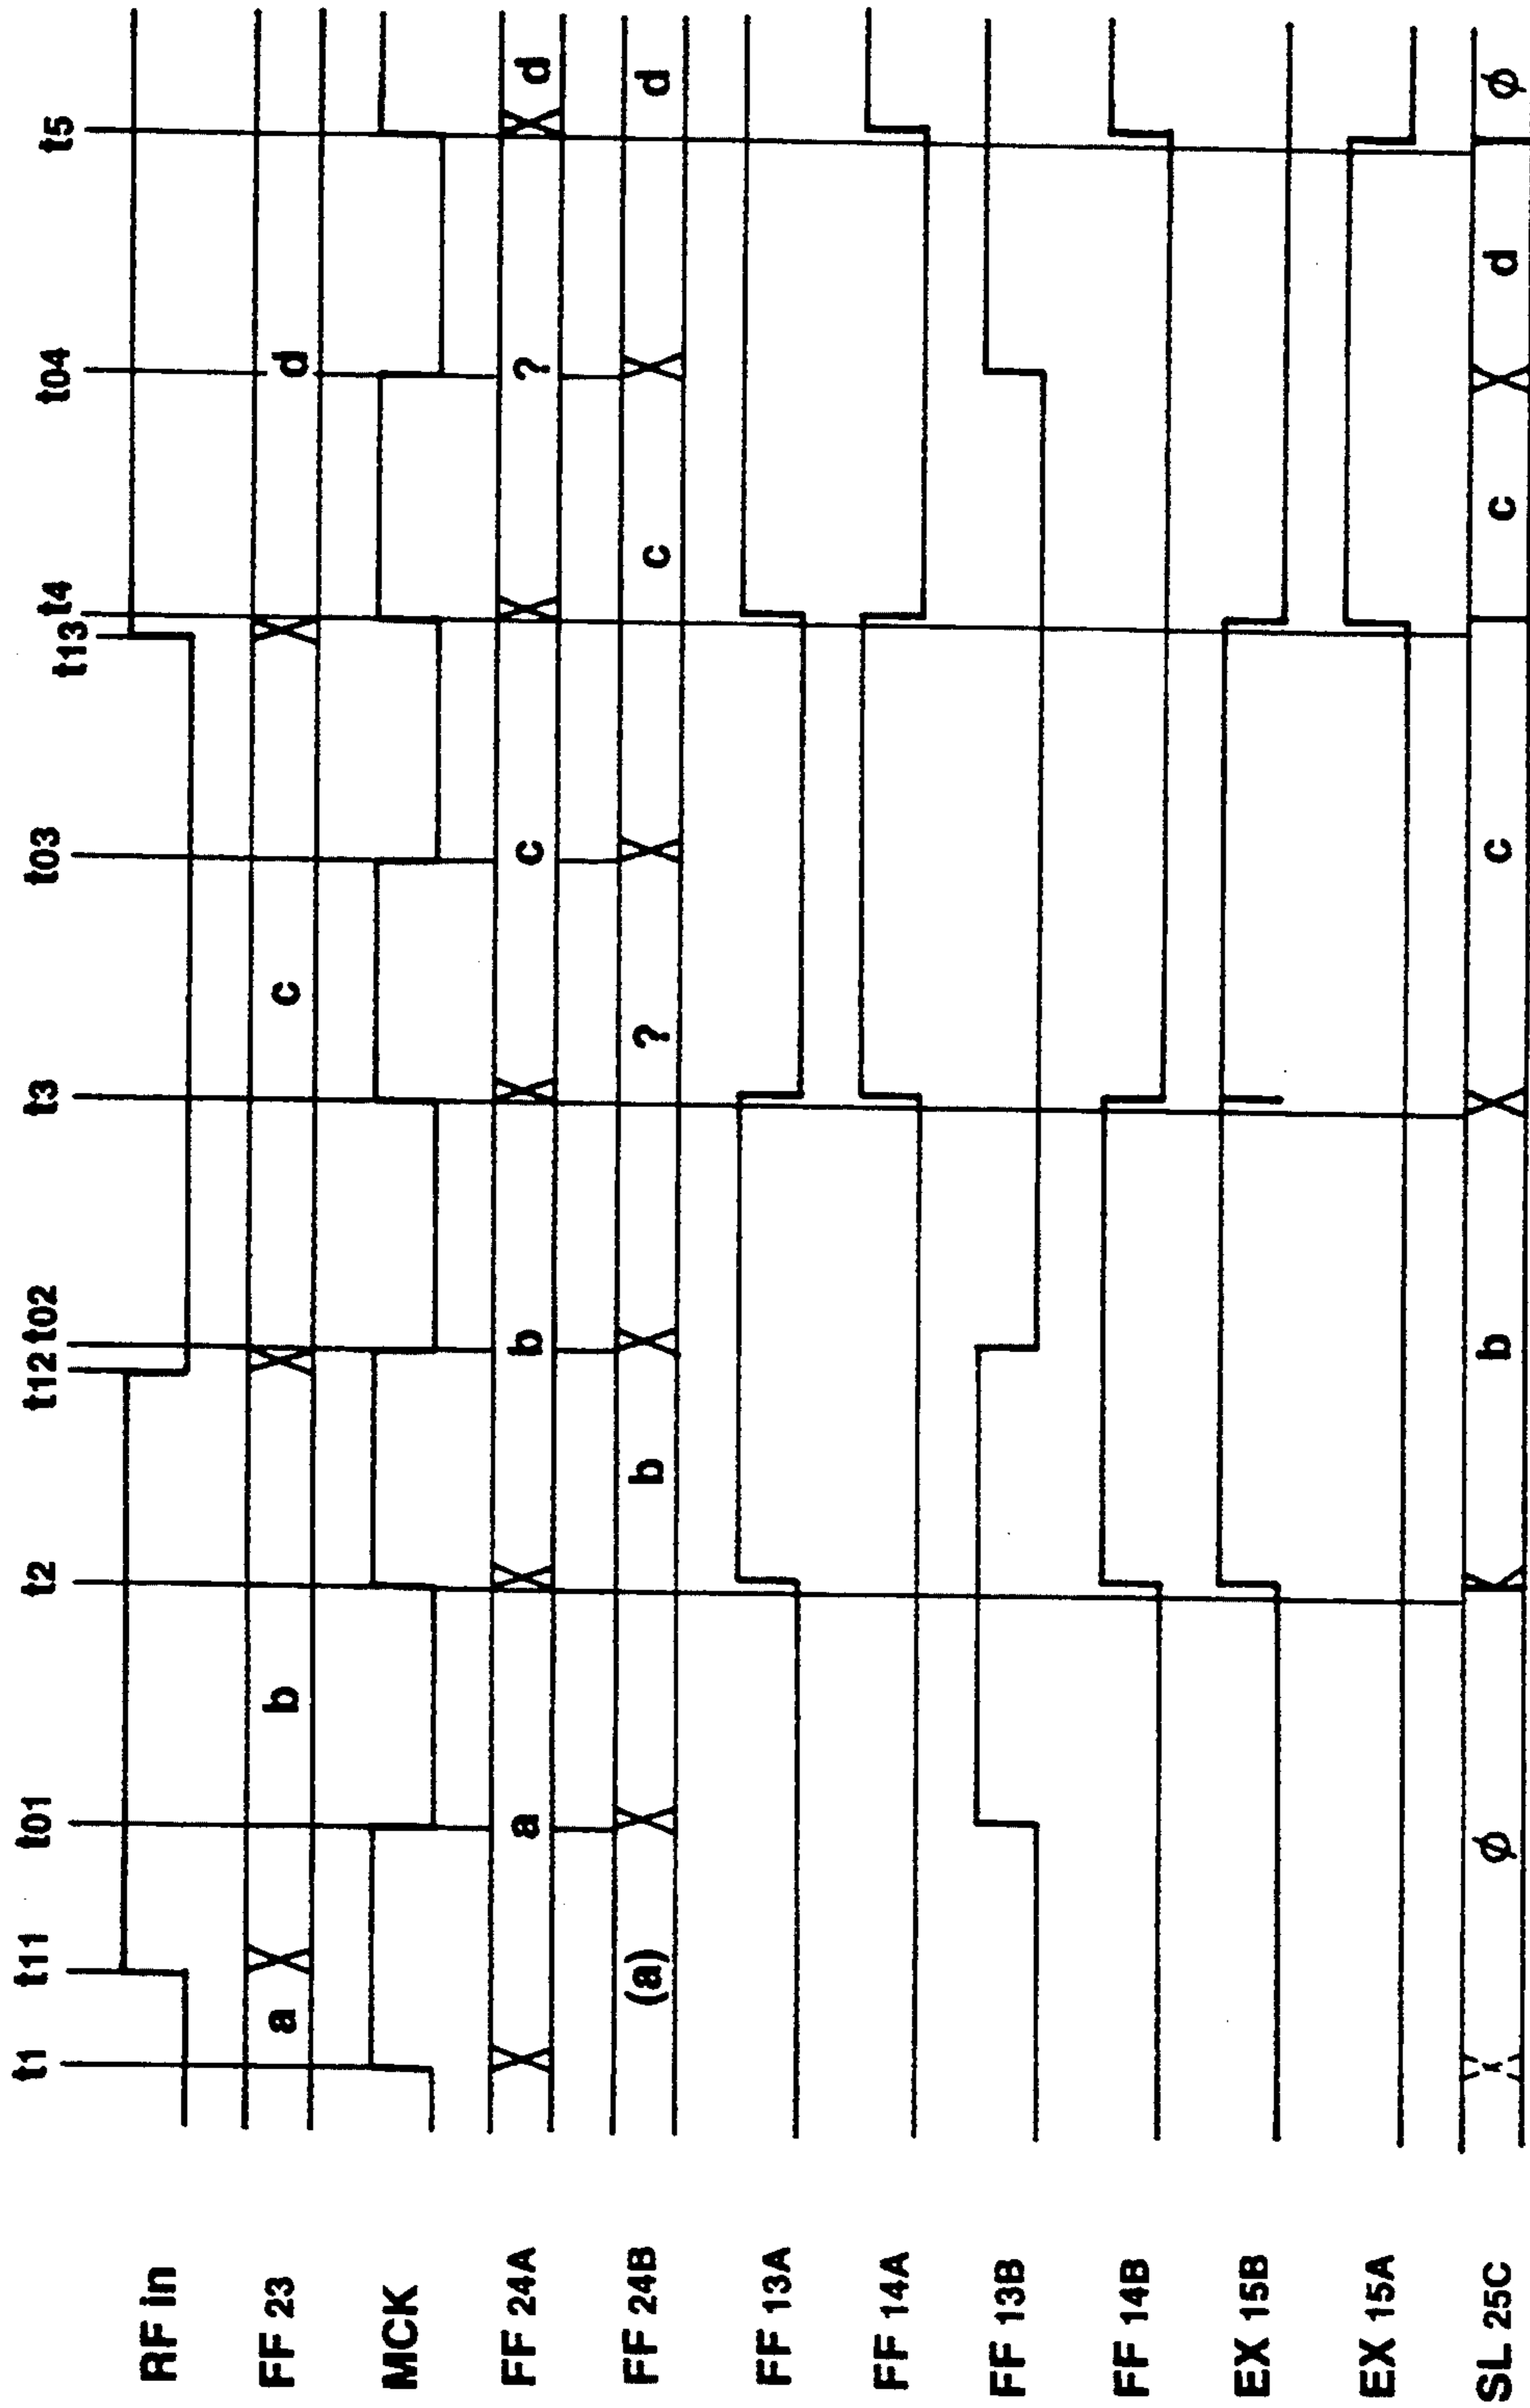 t1 t11 t01 t2 t12 t02 t3 t03 t13 t4 t04 t5
RF in
FF 23 a b c d
MCK
FF 24A a b c ? d
FF 24B (a) b ? c d
FF 13A
FF 14A
FF 13B
FF 14B
EX 15B
EX 15A
SL 25C ϕ b c c d ϕ